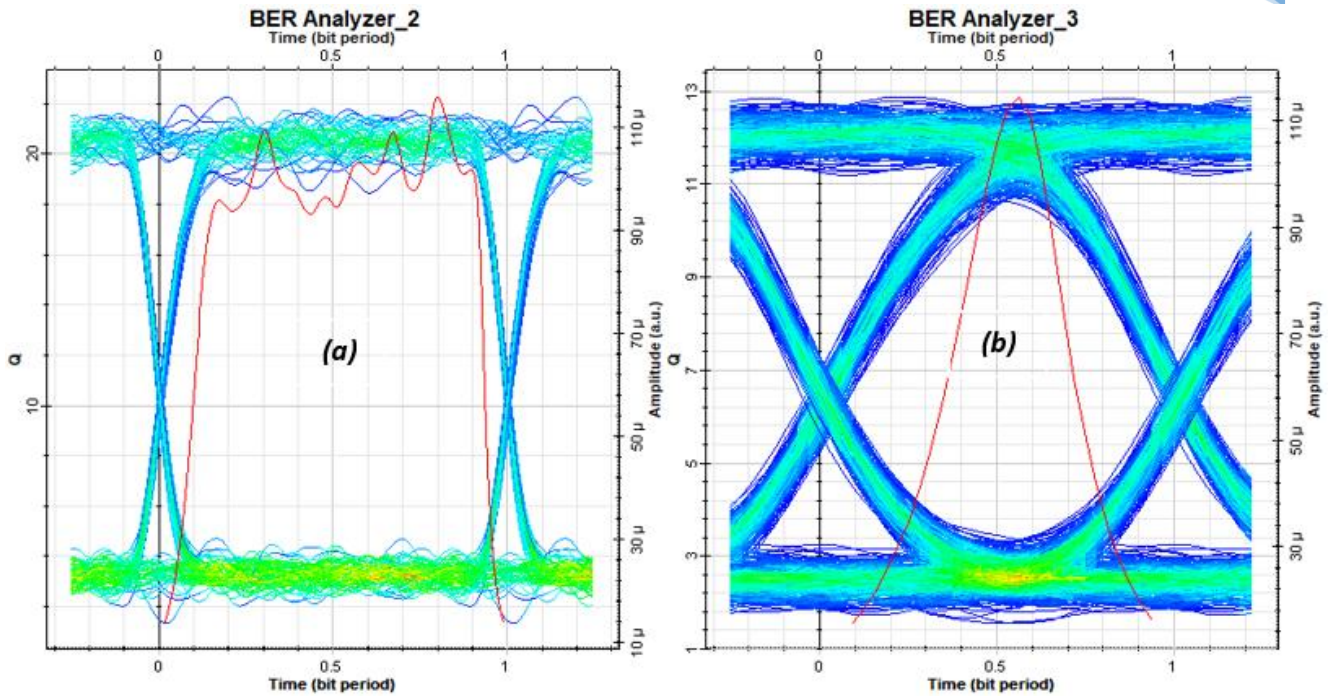 BER Analyzer_2
Time (bit period)
0 0.5 1
Q
20
10
(a)
110 µ
90 µ
70 µ
50 µ
30 µ
10 µ
Amplitude (a.u.)
0 0.5 1
Time (bit period)
BER Analyzer_3
Time (bit period)
0 0.5 1
Q
13
11
9
7
5
3
1
(b)
110 µ
90 µ
70 µ
50 µ
30 µ
Amplitude (a.u.)
0 0.5 1
Time (bit period)